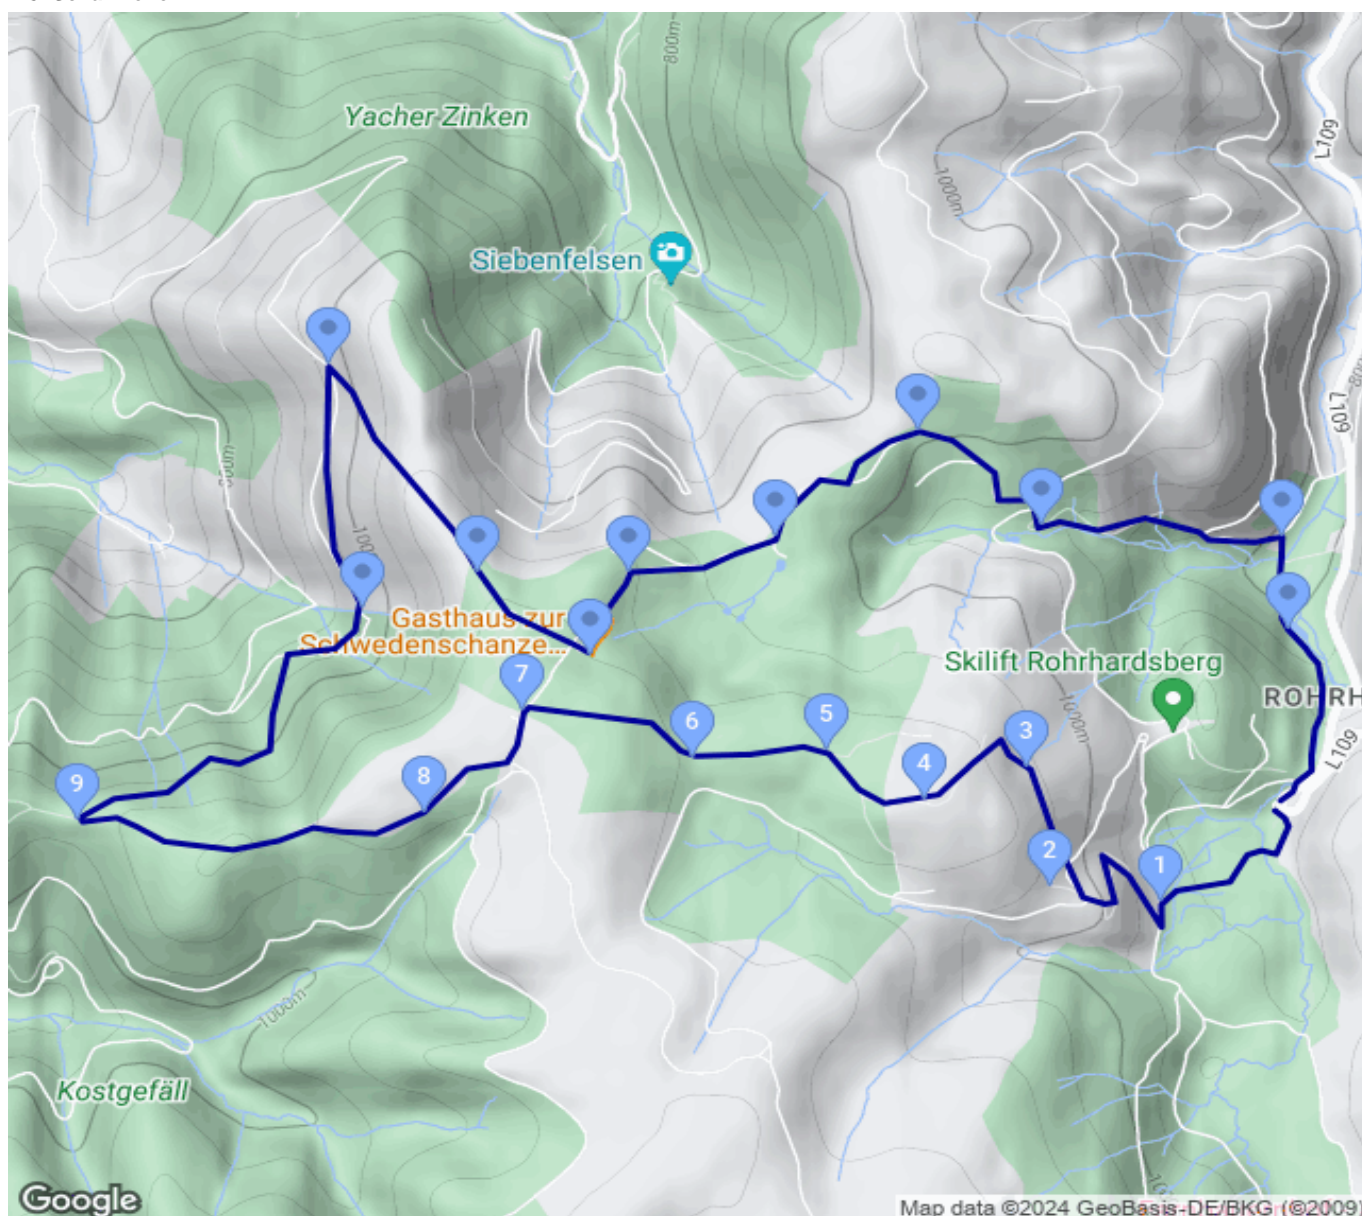 800m
L109
Yacher Zinken
1000m
Siebenfelsen
L109
800m
Gasthaus zur
Schwedenschanze...
Skilift Rohrhardsberg
7
ROHRH
1000m
6
5
3
L109
4
8
9
2
1
1000m
Kostgefäll
Google
Map data ©2024 GeoBasis-DE/BKG (©2009)